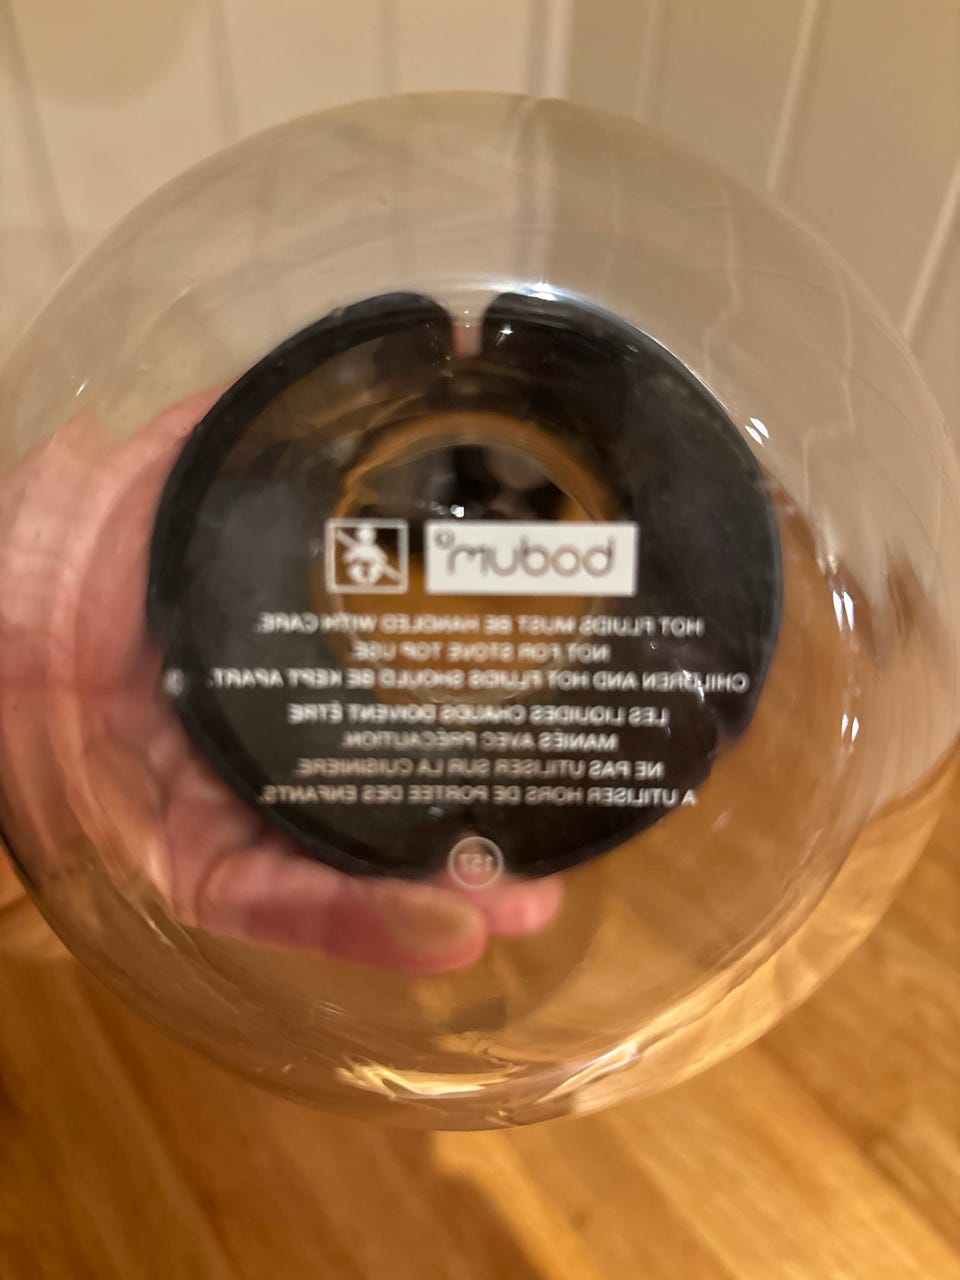 bodum®
HOT FLUIDS MUST BE HANDLED WITH CARE.
NOT FOR STOVE TOP USE.
CHILDREN AND HOT FLUIDS SHOULD BE KEPT APART.
LES LIQUIDES CHAUDS DOIVENT ÊTRE
MANIÉS AVEC PRÉCAUTION.
NE PAS UTILISER SUR LA CUISINIERE.
A UTILISER HORS DE PORTEE DES ENFANTS.